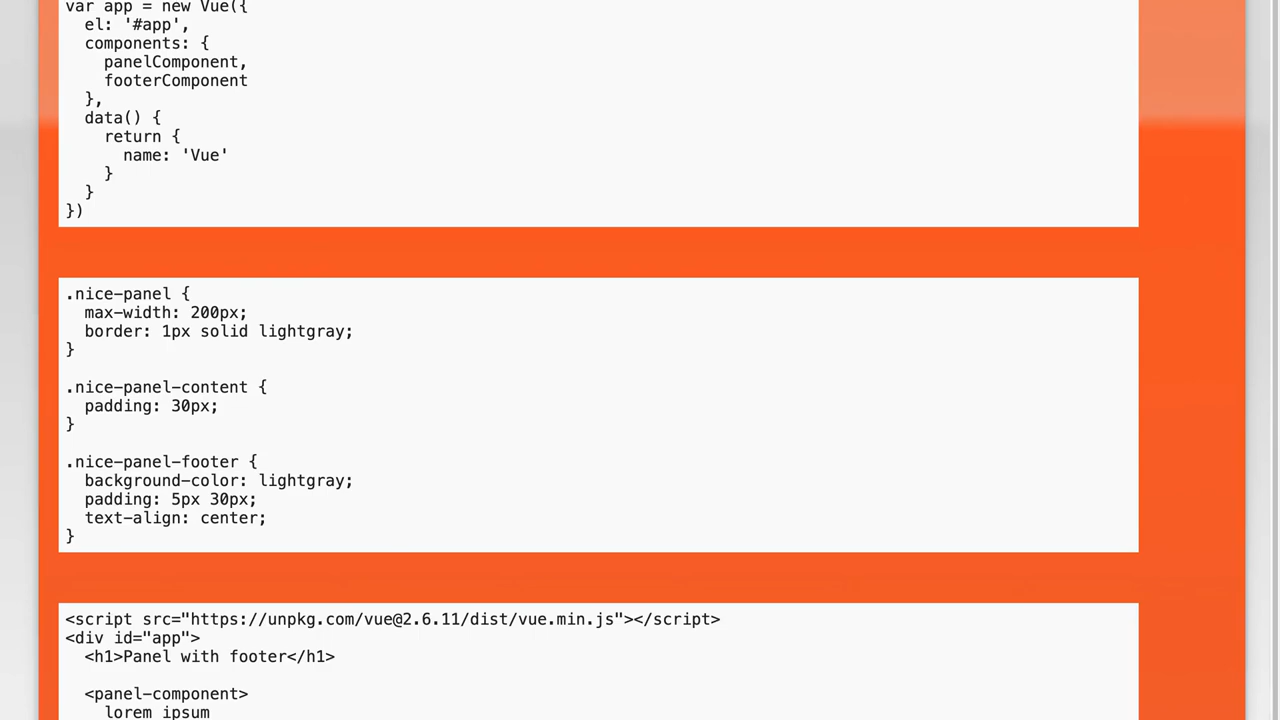 var app = new Vue({
  el: '#app',
  components: {
    panelComponent,
    footerComponent
  },
  data() {
    return {
      name: 'Vue'
    }
  }
})
.nice-panel {
  max-width: 200px;
  border: 1px solid lightgray;
}
.nice-panel-content {
  padding: 30px;
}
.nice-panel-footer {
  background-color: lightgray;
  padding: 5px 30px;
  text-align: center;
}
<script src="https://unpkg.com/vue@2.6.11/dist/vue.min.js"></script>
<div id="app">
  <h1>Panel with footer</h1>
  <panel-component>
    lorem ipsum